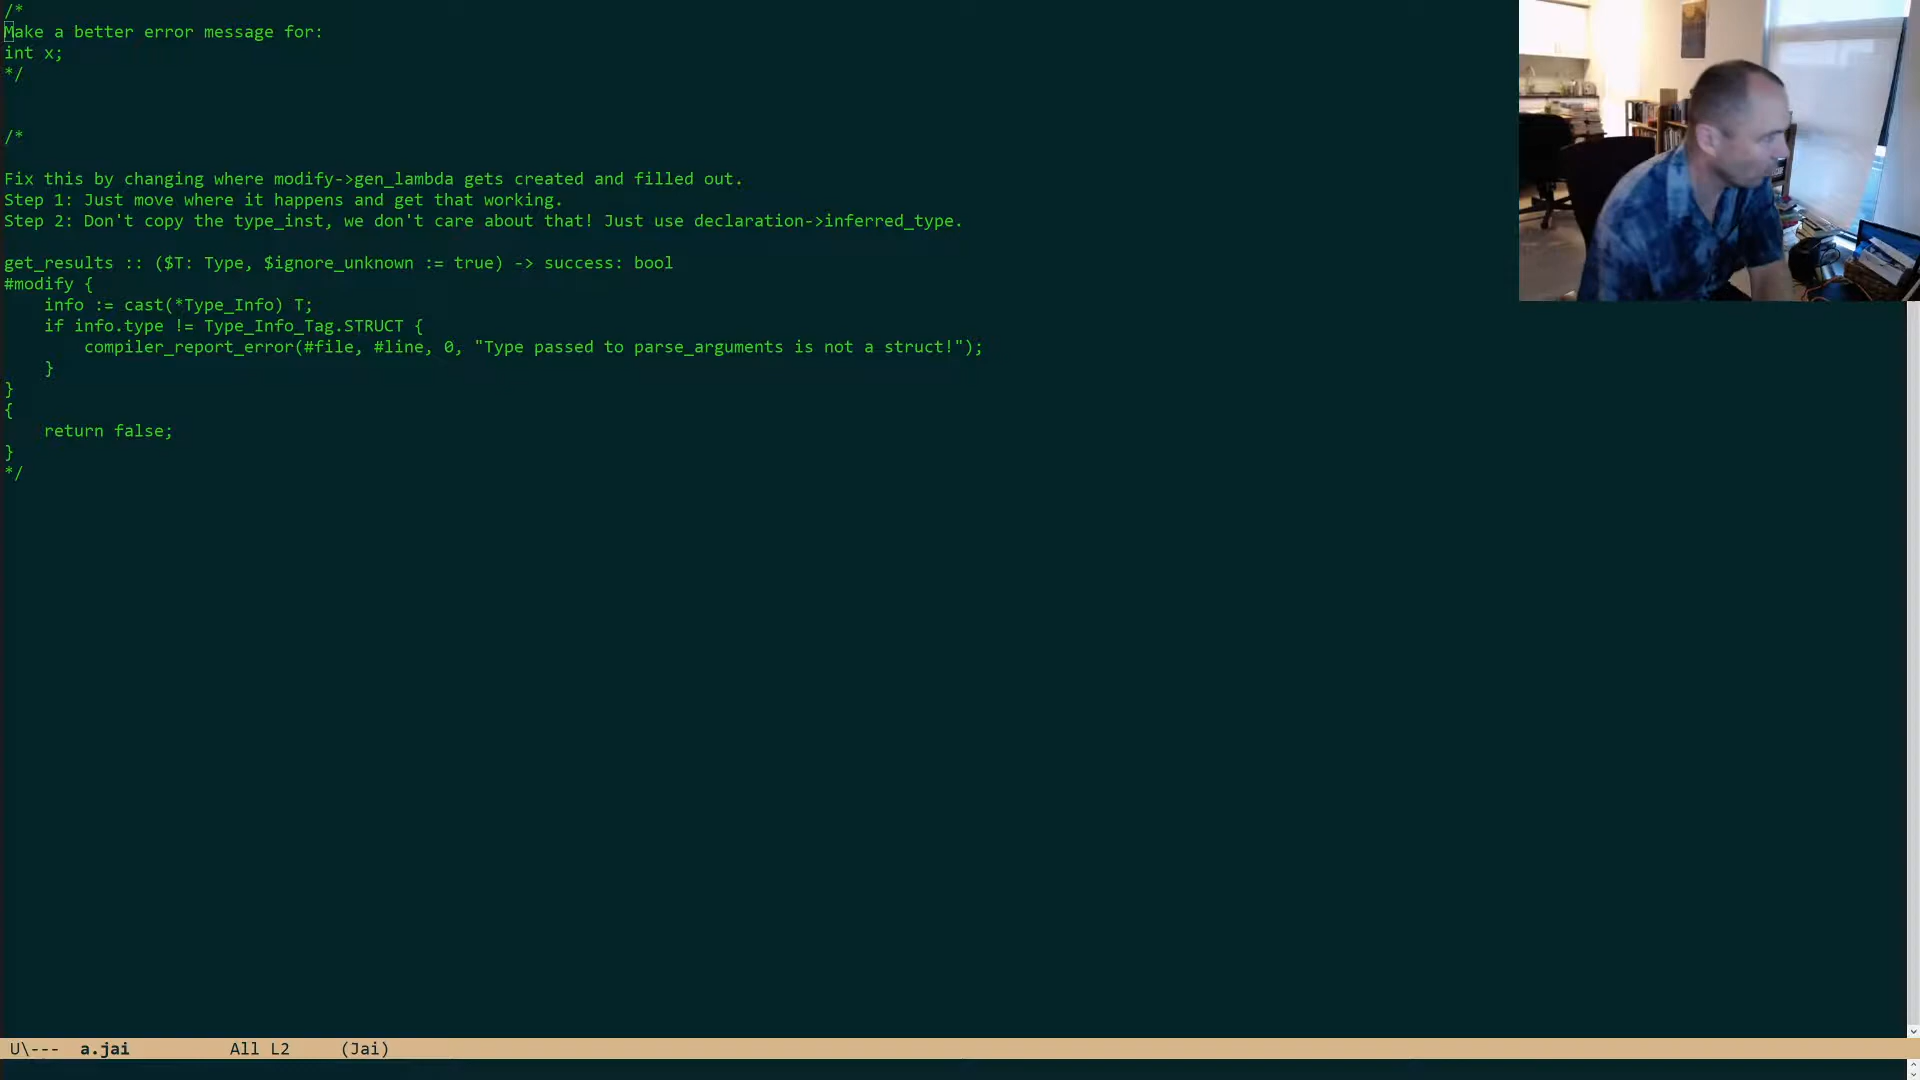 /*
Make a better error message for:
int x;
*/
/*
Fix this by changing where modify->gen_lambda gets created and filled out.
Step 1: Just move where it happens and get that working.
Step 2: Don't copy the type_inst, we don't care about that! Just use declaration->inferred_type.
get_results :: ($T: Type, $ignore_unknown := true) -> success: bool
#modify {
    info := cast(*Type_Info) T;
    if info.type != Type_Info_Tag.STRUCT {
        compiler_report_error(#file, #line, 0, "Type passed to parse_arguments is not a struct!");
    }
}
{
    return false;
}
*/
U\---  a.jai          All L2     (Jai)